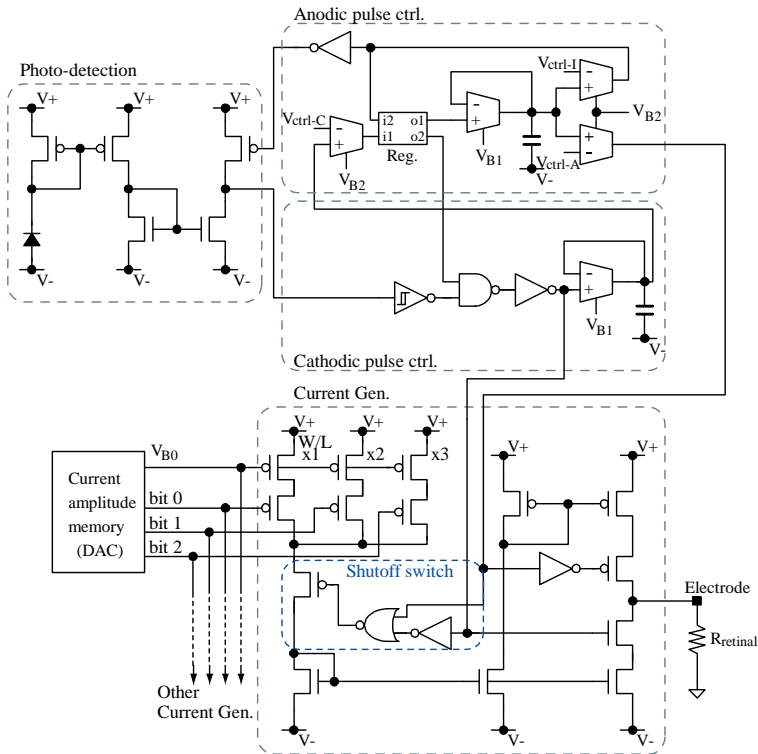 Anodic pulse ctrl.
Photo-detection
V+ V+ V+
Vctrl-C
i2 o1
i1 o2
Reg.
VB2
VB1
V-
Vctrl-I
VB2
Vctrl-A
- + - + - + + -
V- V- V-
- +
VB1
V-
Cathodic pulse ctrl.
Current Gen.
V+ V+ V+
W/L
x1 x2 x3
V+ V+
VB0
Current
amplitude
memory
(DAC)
bit 0
bit 1
bit 2
Shutoff switch
Electrode
Rretinal
Other
Current Gen.
V- V- V-